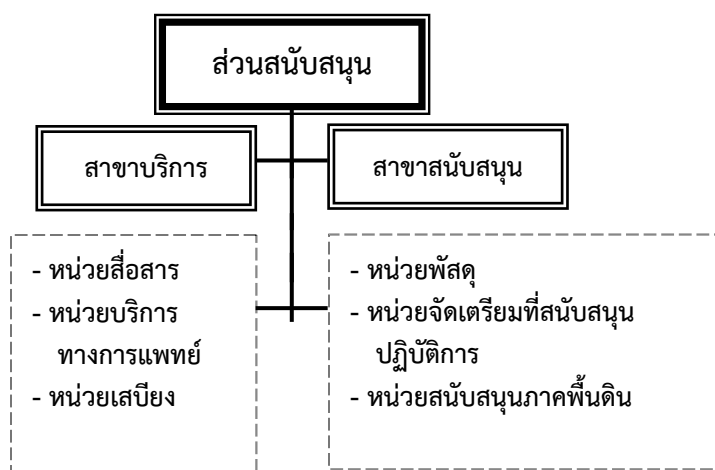 ส่วนสนับสนุน
สาขาบริการ
สาขาสนับสนุน
- หน่วยสื่อสาร
- หน่วยบริการ
ทางการแพทย์
- หน่วยเสบียง
- หน่วยพัสดุ
- หน่วยจัดเตรียมที่สนับสนุน
ปฏิบัติการ
- หน่วยสนับสนุนภาคพื้นดิน